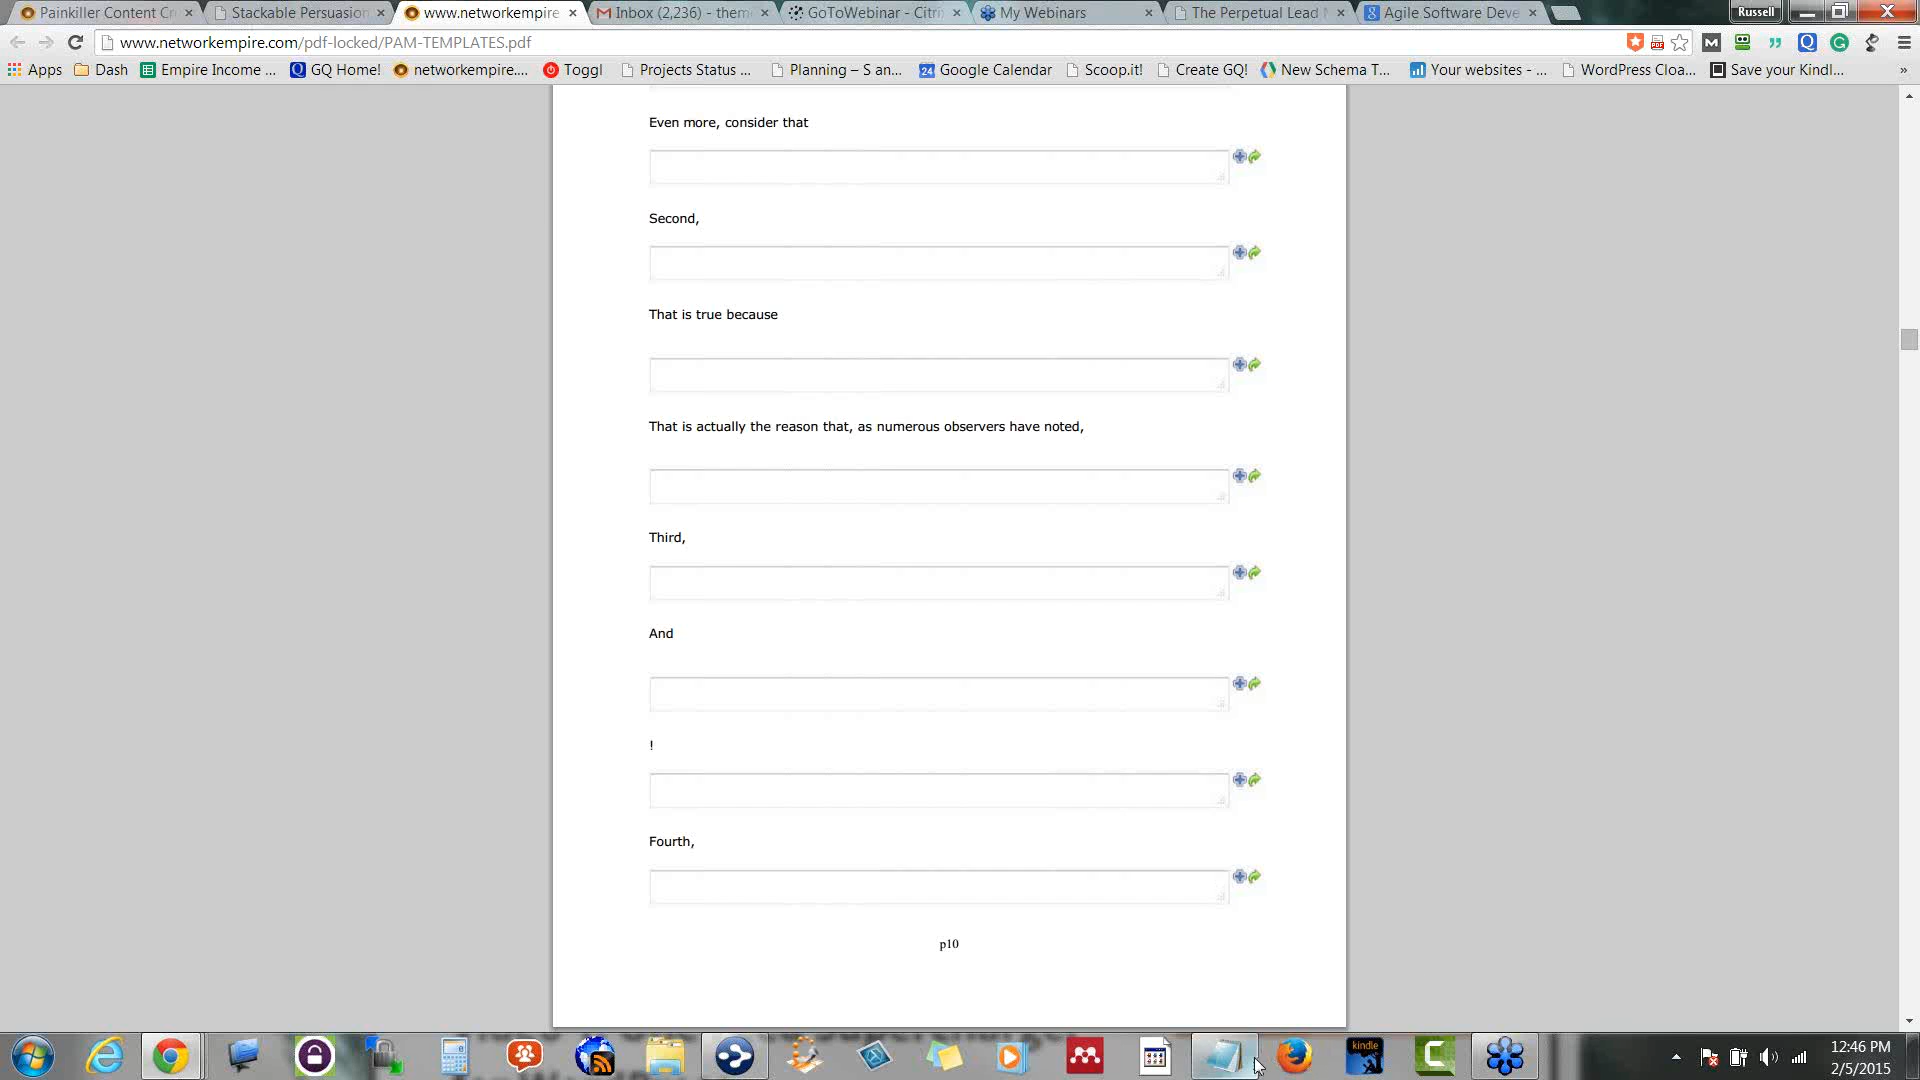 Painkiller Content Cr
Stackable Persuasion
www.networkempire
Inbox (2,236) - them
GoToWebinar - Citri
My Webinars
The Perpetual Lead
Agile Software Deve
Russell
www.networkempire.com/pdf-locked/PAM-TEMPLATES.pdf
Apps
Dash
Empire Income ...
GQ Home!
networkempire....
Toggl
Projects Status ...
Planning – S an...
24
Google Calendar
Scoop.it!
Create GQ!
New Schema T...
Your websites - ...
WordPress Cloa...
Save your Kindl...
»
Even more, consider that
Second,
That is true because
That is actually the reason that, as numerous observers have noted,
Third,
And
!
Fourth,
p10
kindle
12:46 PM
2/5/2015